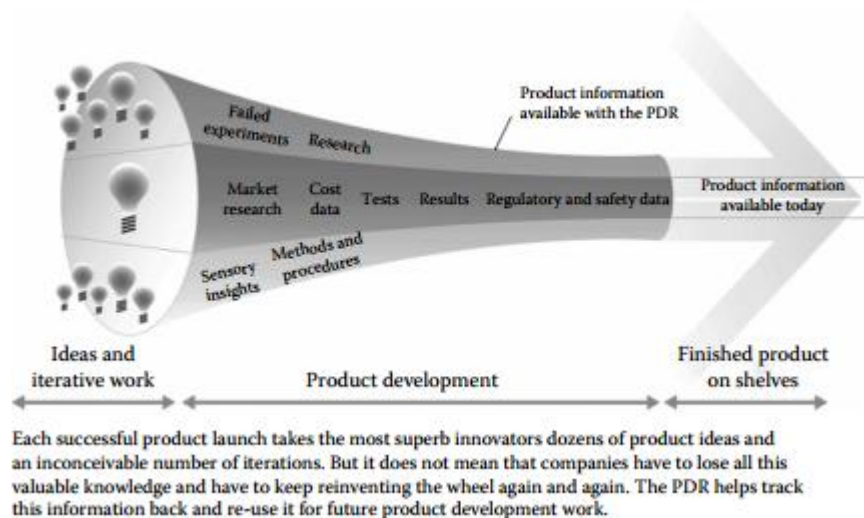 Product information
available with the PDR
Failed
experiments
Research
Market
research
Cost
data
Tests
Results
Regulatory and safety data
Product information
available today
Sensory
insights
Methods and
procedures
Ideas and
iterative work
Product development
Finished product
on shelves
Each successful product launch takes the most superb innovators dozens of product ideas and
an inconceivable number of iterations. But it does not mean that companies have to lose all this
valuable knowledge and have to keep reinventing the wheel again and again. The PDR helps track
this information back and re-use it for future product development work.